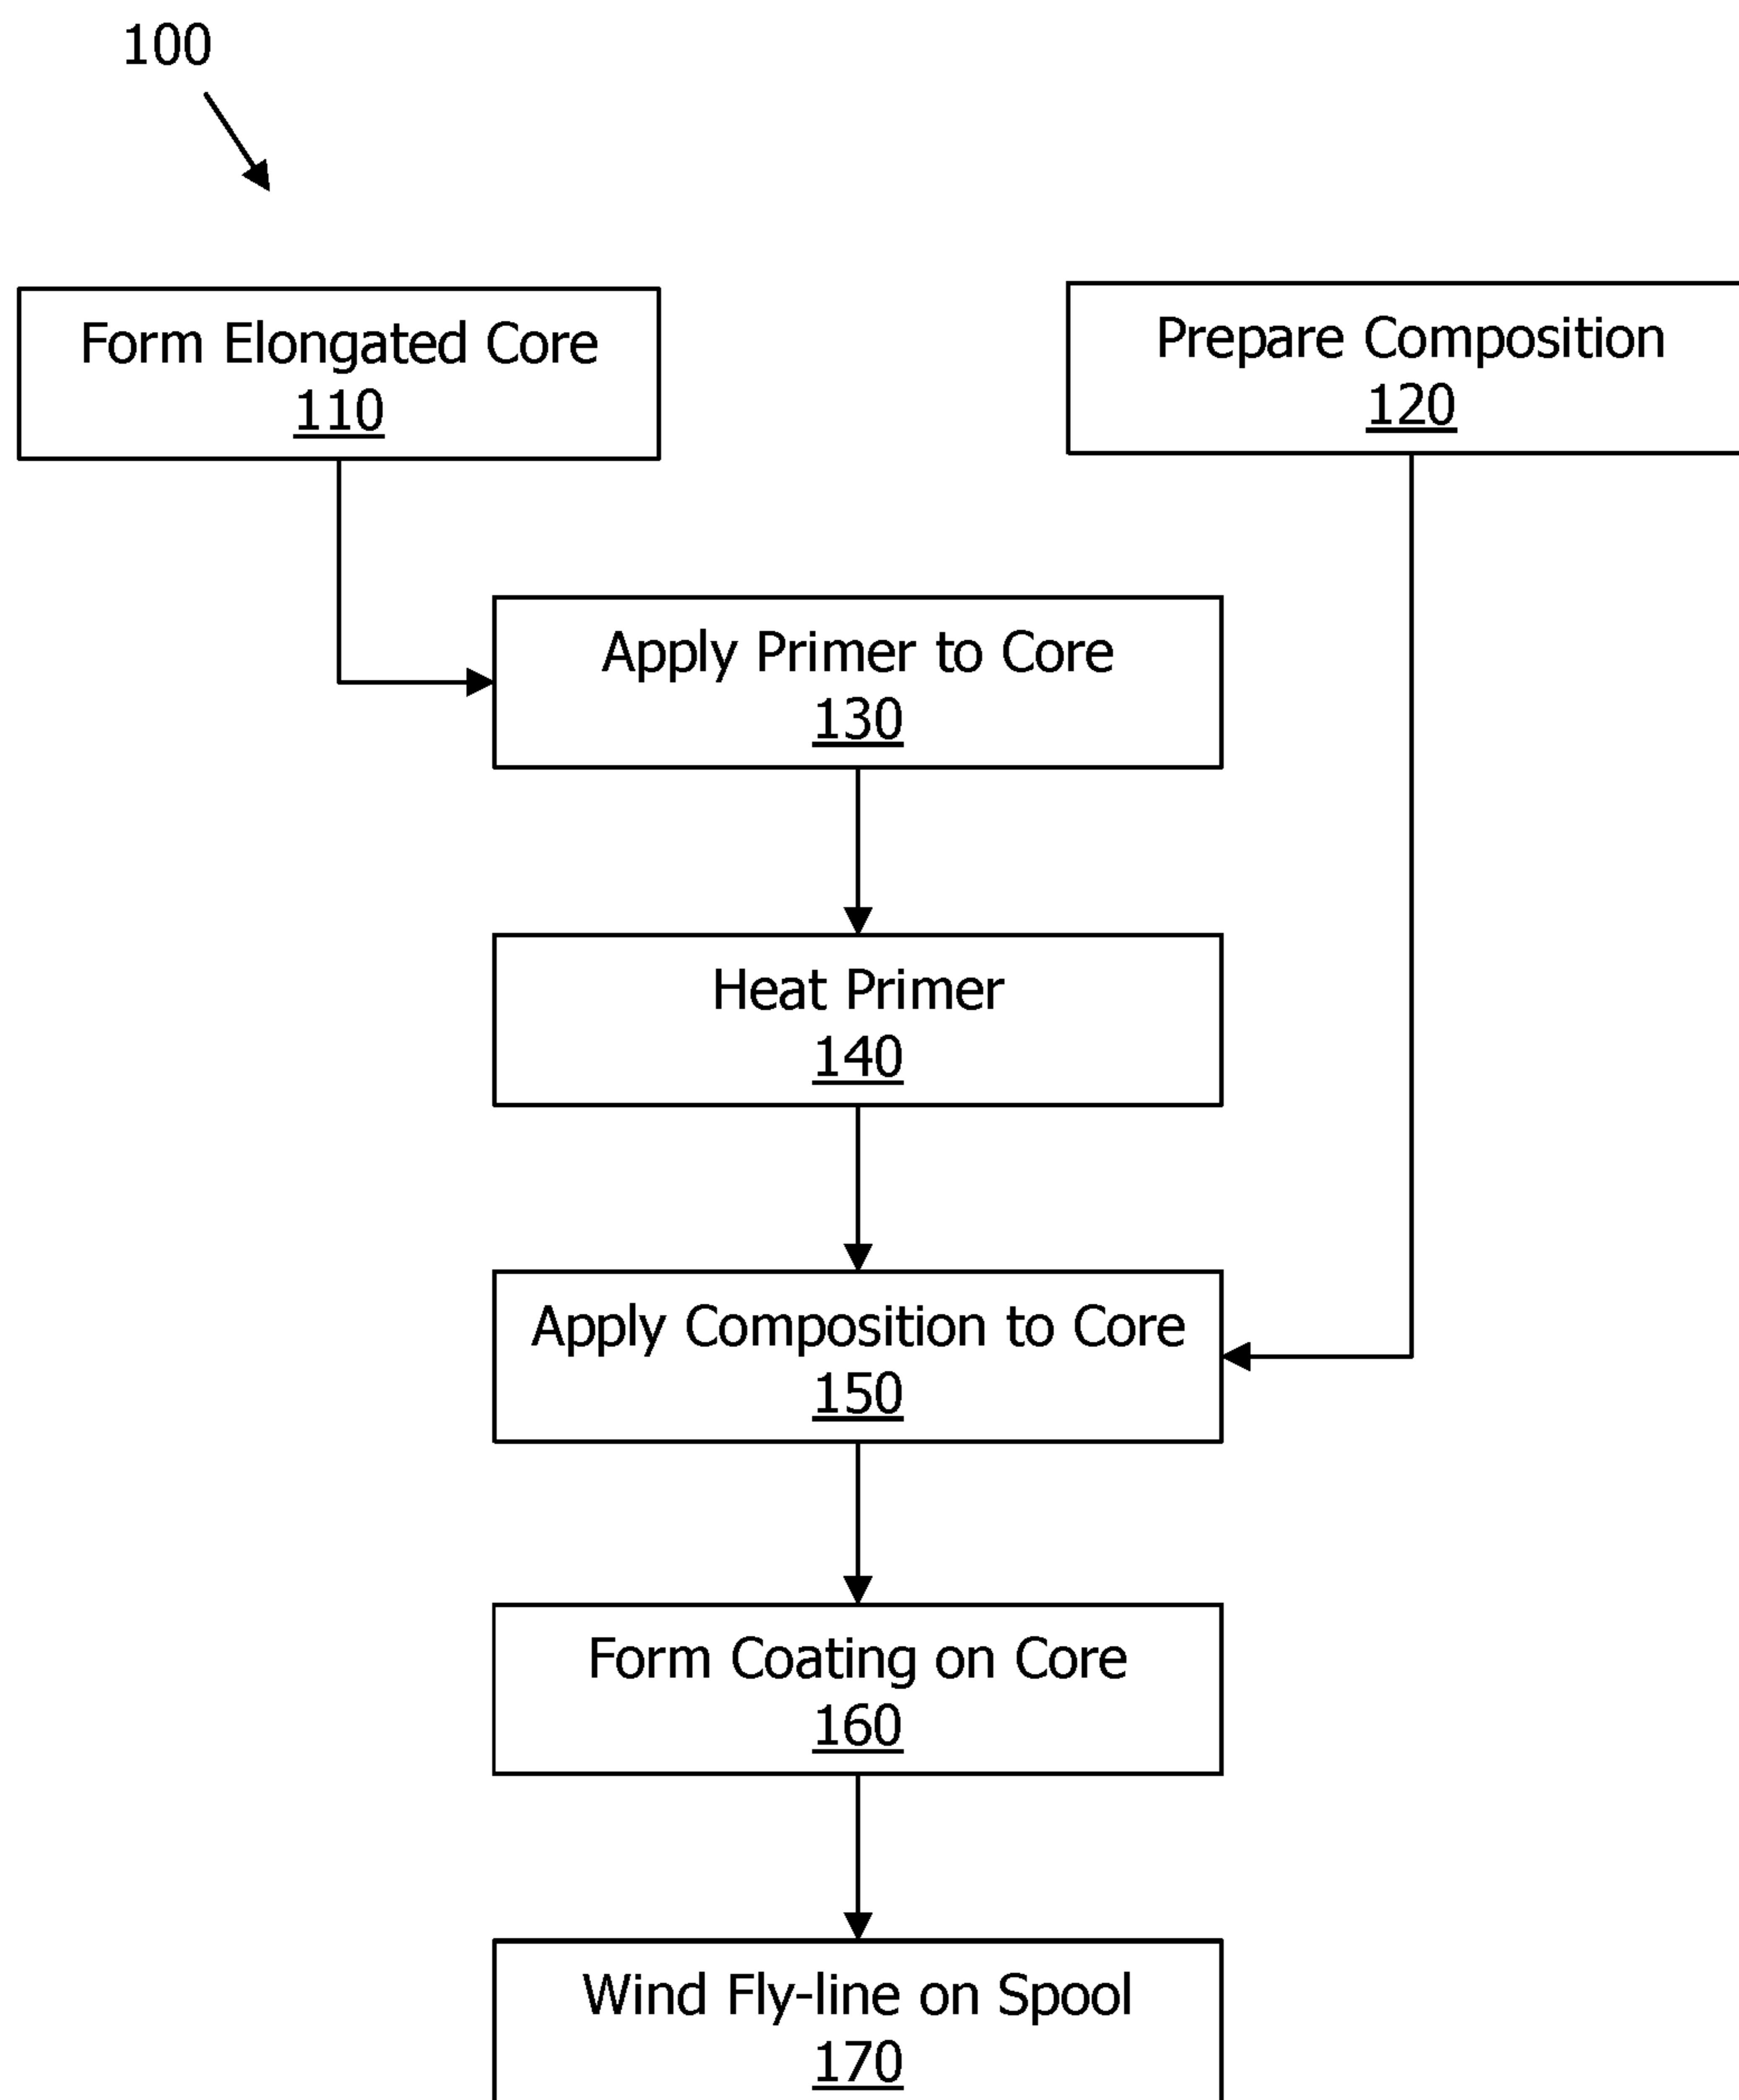 100
Form Elongated Core
110
Prepare Composition
120
Apply Primer to Core
130
Heat Primer
140
Apply Composition to Core
150
Form Coating on Core
160
Wind Fly-line on Spool
170